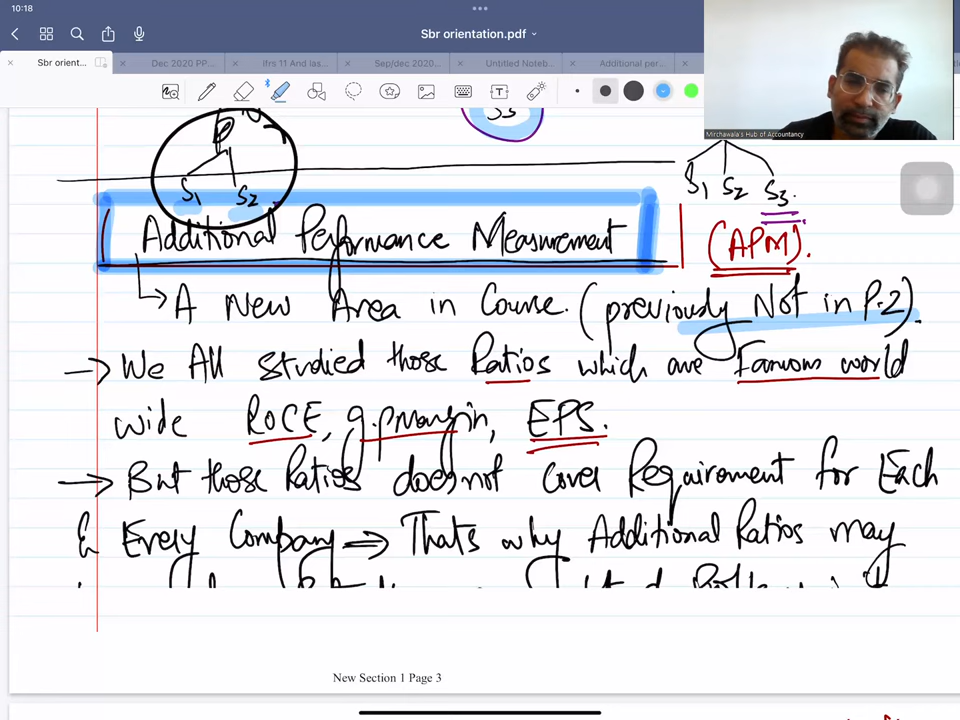 10:18
Sbr orientation.pdf
Sbr orient...
Dec 2020 PP...
Ifrs 11 And las...
Sep/dec 2020...
Untitled Noteb...
Additional per...
Mirchawala's Hub of Accountancy
P
S1 S2
S3
S1 S2 S3
Additional Performance Measurement (APM).
A New Area in Course. (previously Not in P.2).
→ We All studied those Ratios which are Famous world
wide ROCE, g.p margin, EPS.
→ But those Ratios doesnot cover Requirement for Each
& Every Company ⇒ That's why Additional Ratios may
New Section 1 Page 3